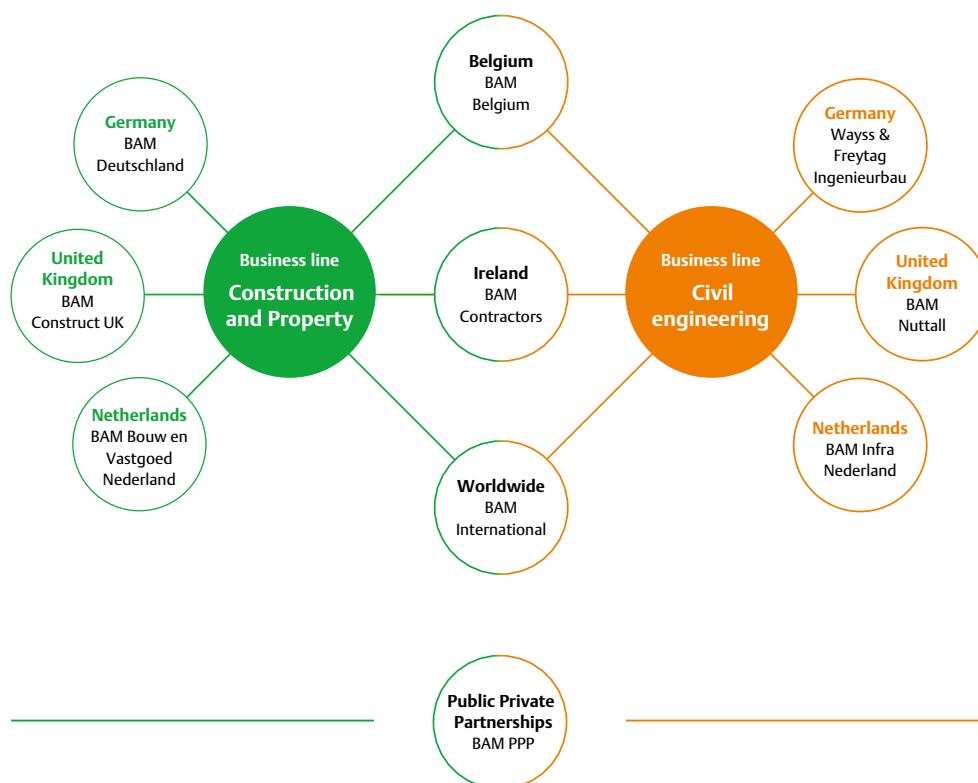 Belgium
BAM
Belgium
Germany
BAM
Deutschland
Germany
Wayss &
Freytag
Ingenieurbau
United
Kingdom
BAM
Construct UK
Business line
Construction
and Property
Ireland
BAM
Contractors
Business line
Civil
engineering
United
Kingdom
BAM
Nuttall
Netherlands
BAM Bouw en
Vastgoed
Nederland
Worldwide
BAM
International
Netherlands
BAM Infra
Nederland
Public Private
Partnerships
BAM PPP